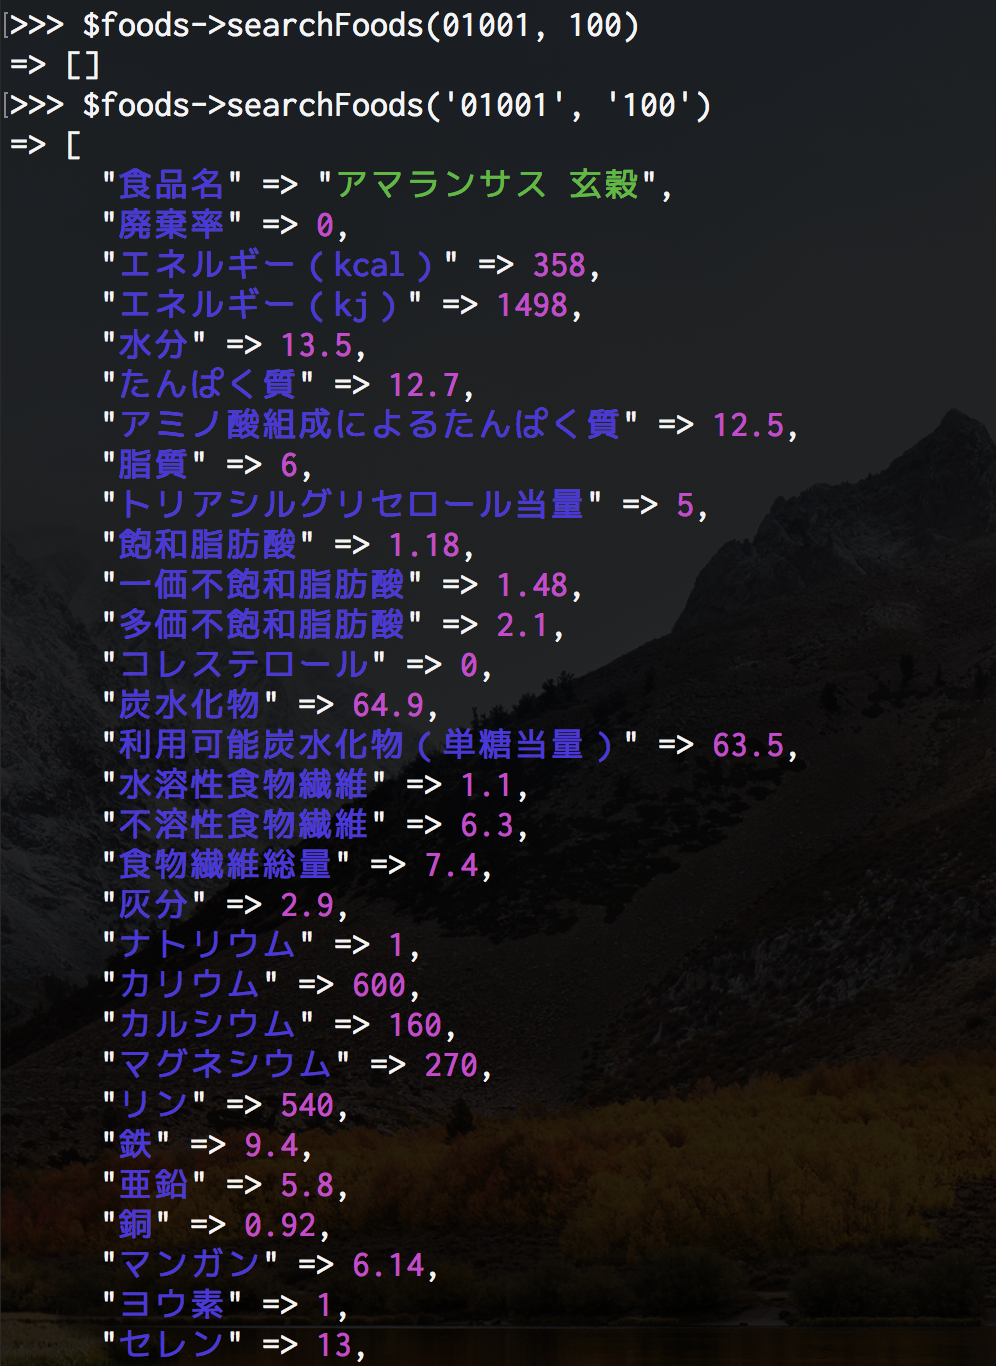 >>> $foods->searchFoods(01001, 100)
=> []
>>> $foods->searchFoods('01001', '100')
=> [
"食品名" => "アマランサス 玄穀",
"廃棄率" => 0,
"エネルギー（kcal）" => 358,
"エネルギー（kj）" => 1498,
"水分" => 13.5,
"たんぱく質" => 12.7,
"アミノ酸組成によるたんぱく質" => 12.5,
"脂質" => 6,
"トリアシルグリセロール当量" => 5,
"飽和脂肪酸" => 1.18,
"一価不飽和脂肪酸" => 1.48,
"多価不飽和脂肪酸" => 2.1,
"コレステロール" => 0,
"炭水化物" => 64.9,
"利用可能炭水化物（単糖当量）" => 63.5,
"水溶性食物繊維" => 1.1,
"不溶性食物繊維" => 6.3,
"食物繊維総量" => 7.4,
"灰分" => 2.9,
"ナトリウム" => 1,
"カリウム" => 600,
"カルシウム" => 160,
"マグネシウム" => 270,
"リン" => 540,
"鉄" => 9.4,
"亜鉛" => 5.8,
"銅" => 0.92,
"マンガン" => 6.14,
"ヨウ素" => 1,
"セレン" => 13,